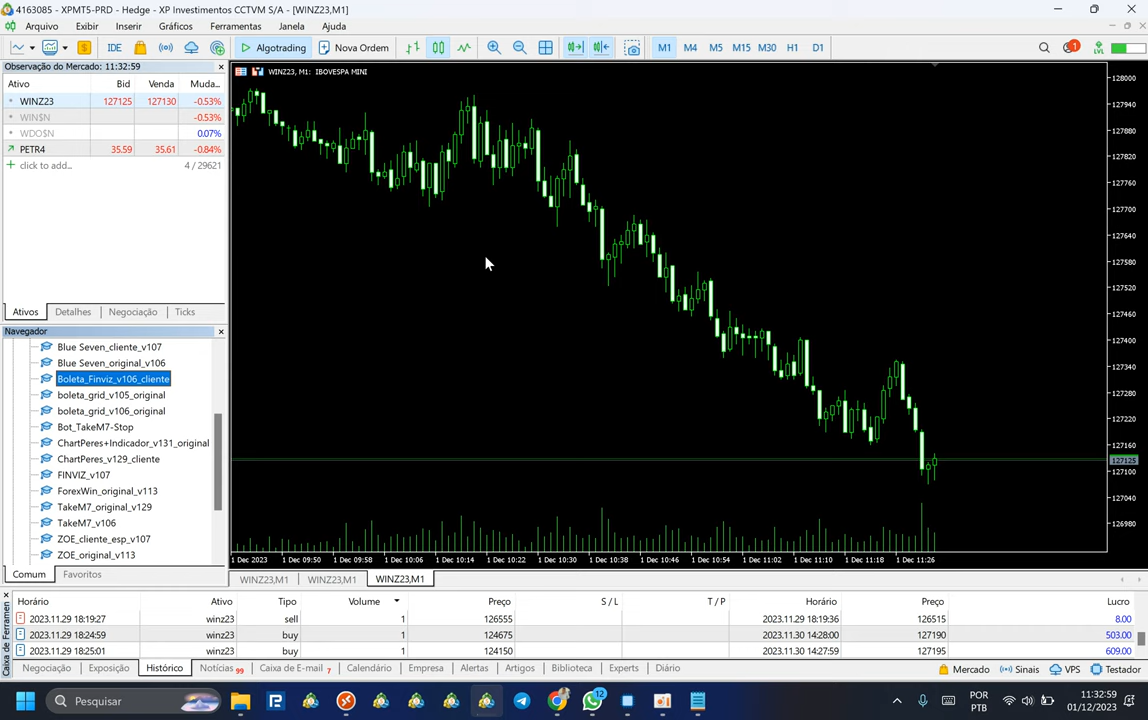 4163085 - XPMT5-PRD - Hedge - XP Investimentos CCTVM S/A - [WINZ23,M1]
Arquivo Exibir Inserir Gráficos Ferramentas Janela Ajuda
IDE Algotrading Nova Ordem M1 M4 M5 M15 M30 H1 D1 1 LVL
Observação do Mercado: 11:32:59
Ativo Bid Venda Muda...
WINZ23 127125 127130 -0.53%
WIN$N -0.53%
WDO$N 0.07%
PETR4 35.59 35.61 -0.84%
click to add... 4 / 29621
Ativos Detalhes Negociação Ticks
Navegador
Blue Seven_cliente_v107
Blue Seven_original_v106
Boleta_Finviz_v106_cliente
boleta_grid_v105_original
boleta_grid_v106_original
Bot_TakeM7-Stop
ChartPeres+Indicador_v131_original
ChartPeres_v129_cliente
FINVIZ_v107
ForexWin_original_v113
TakeM7_original_v129
TakeM7_v106
ZOE_cliente_esp_v107
ZOE_original_v113
Comum Favoritos
WINZ23, M1: IBOVESPA MINI
128000
127940
127880
127820
127760
127700
127640
127580
127520
127460
127400
127340
127280
127220
127160
127125
127100
127040
126980
1 Dec 2023 1 Dec 09:50 1 Dec 09:58 1 Dec 10:06 1 Dec 10:14 1 Dec 10:22 1 Dec 10:30 1 Dec 10:38 1 Dec 10:46 1 Dec 10:54 1 Dec 11:02 1 Dec 11:10 1 Dec 11:18 1 Dec 11:26
WINZ23,M1 WINZ23,M1 WINZ23,M1
Caixa de Ferramen
Horário Ativo Tipo Volume Preço S / L T / P Horário Preço Lucro
2023.11.29 18:19:27 winz23 sell 1 126555 2023.11.29 18:19:36 126515 8.00
2023.11.29 18:24:59 winz23 buy 1 124675 2023.11.30 14:28:00 127190 503.00
2023.11.29 18:25:01 winz23 buy 1 124150 2023.11.30 14:27:59 127195 609.00
Negociação Exposição Histórico Notícias 99 Caixa de E-mail 7 Calendário Empresa Alertas Artigos Biblioteca Experts Diário Mercado Sinais VPS Testador
Pesquisar 12 POR PTB 11:32:59 01/12/2023